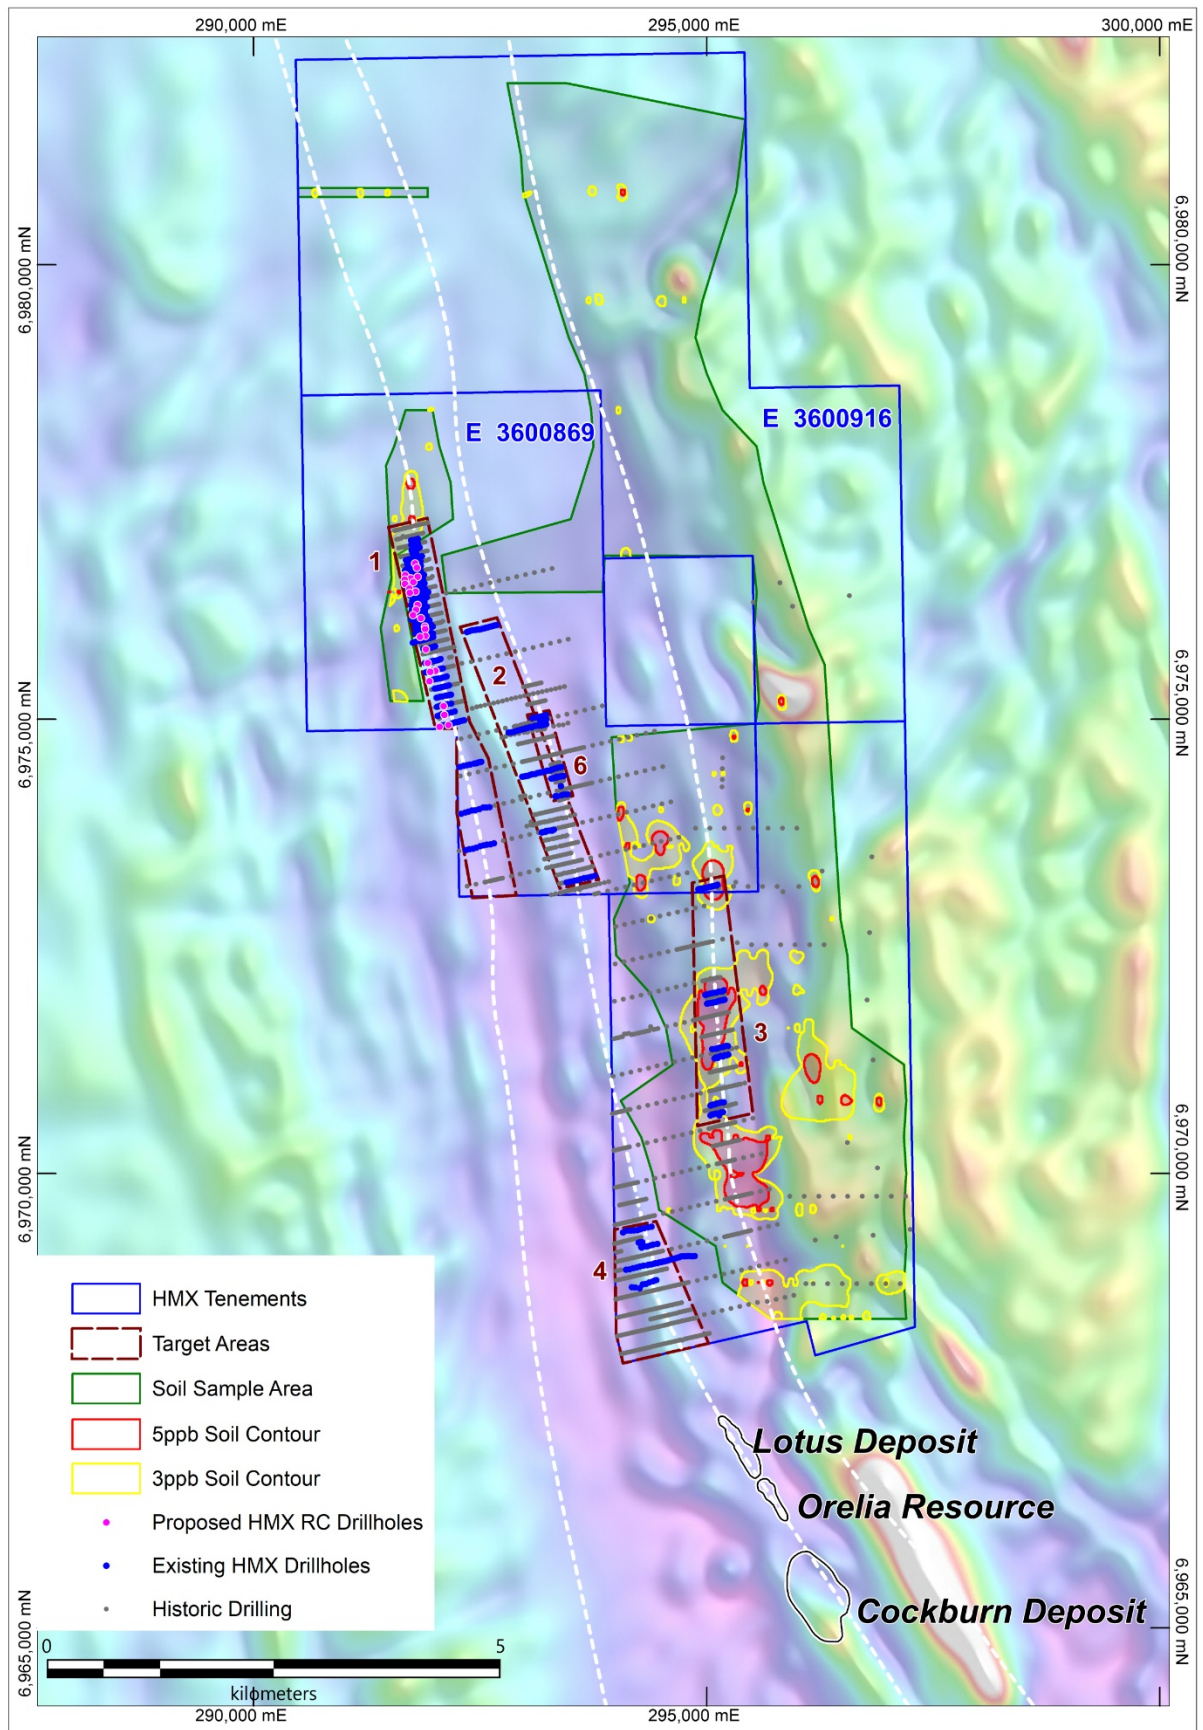 290,000 mE
295,000 mE
300,000 mE
6,980,000 mN
6,980,000 mN
E 3600869
E 3600916
1
2
6
6,975,000 mN
6,975,000 mN
3
6,970,000 mN
6,970,000 mN
4
HMX Tenements
Target Areas
Soil Sample Area
5ppb Soil Contour
3ppb Soil Contour
Proposed HMX RC Drillholes
Existing HMX Drillholes
Historic Drilling
Lotus Deposit
Orelia Resource
Cockburn Deposit
6,965,000 mN
6,965,000 mN
0
5
kilometers
290,000 mE
295,000 mE